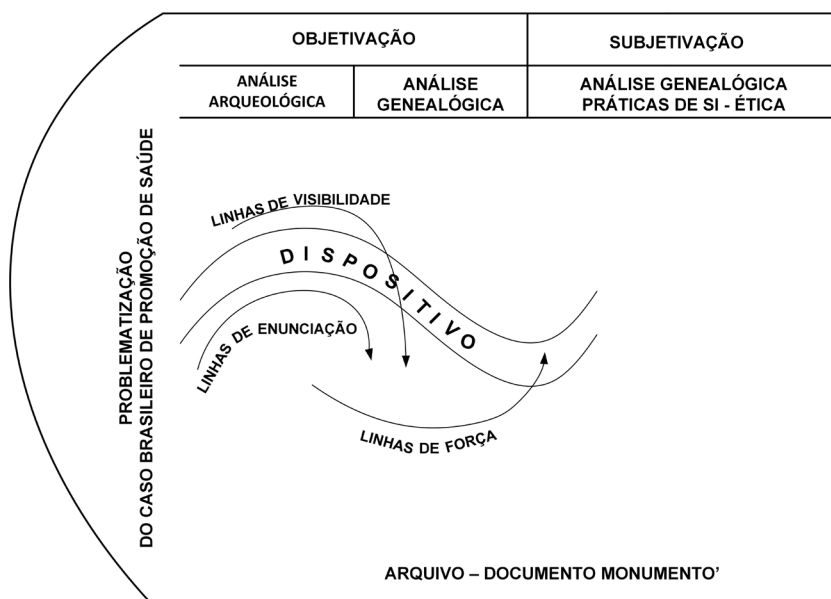 OBJETIVAÇÃO
SUBJETIVAÇÃO
ANÁLISE
ARQUEOLÓGICA
ANÁLISE
GENEALÓGICA
ANÁLISE GENEALÓGICA
PRÁTICAS DE SI - ÉTICA
PROBLEMATIZAÇÃO
DO CASO BRASILEIRO DE PROMOÇÃO DE SAÚDE
LINHAS DE VISIBILIDADE
DISPOSITIVO
LINHAS DE ENUNCIAÇÃO
LINHAS DE FORÇA
ARQUIVO – DOCUMENTO MONUMENTO’